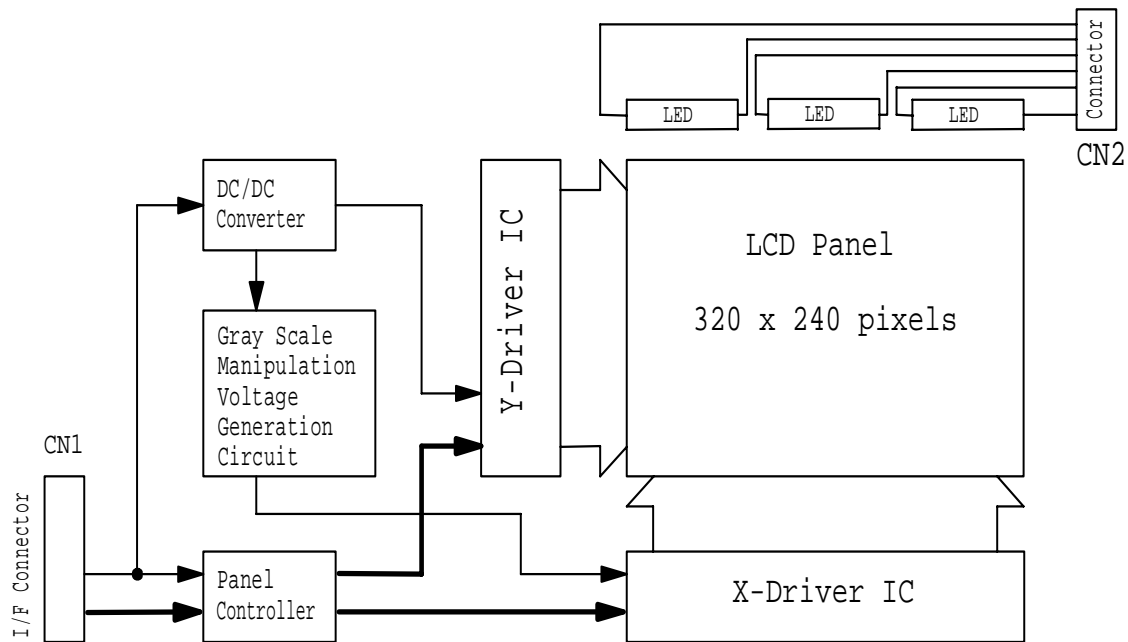 Connector
LED
LED
LED
CN2
DC/DC
Converter
Y-Driver IC
LCD Panel
320 x 240 pixels
Gray Scale
Manipulation
Voltage
Generation
Circuit
CN1
I/F Connector
Panel
Controller
X-Driver IC